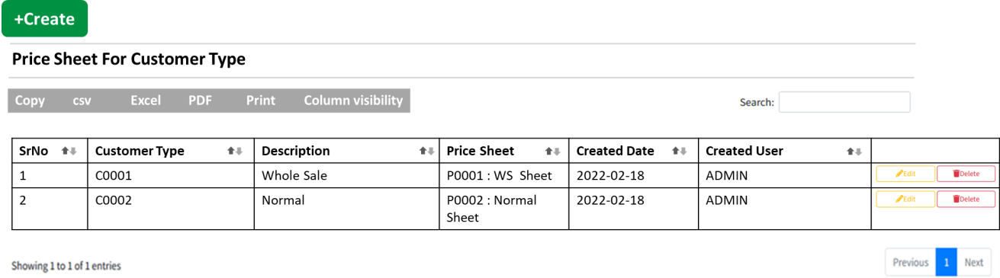 +Create
Price Sheet For Customer Type
Copy csv Excel PDF Print Column visibility
Search:
SrNo Customer Type Description Price Sheet Created Date Created User
1 C0001 Whole Sale P0001 : WS Sheet 2022-02-18 ADMIN Edit Delete
2 C0002 Normal P0002 : Normal 2022-02-18 ADMIN Edit Delete
Sheet
Showing 1 to 1 of 1 entries
Previous 1 Next